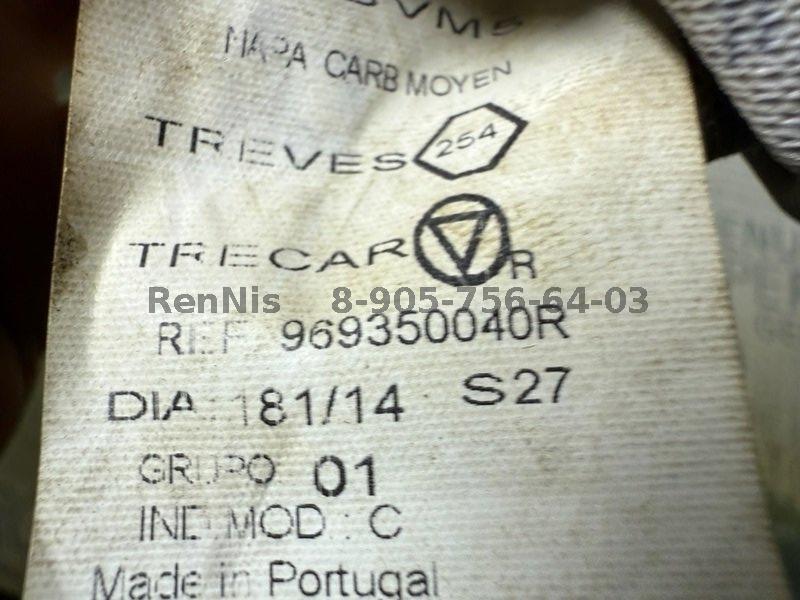 NAPA CARB MOYEN
TREVES 254
TRECAR R
RenNis 8-905-756-64-03
REF 969350040R
DIA: 181/14 S27
GRUPO 01
IND.MOD : C
Made in Portugal